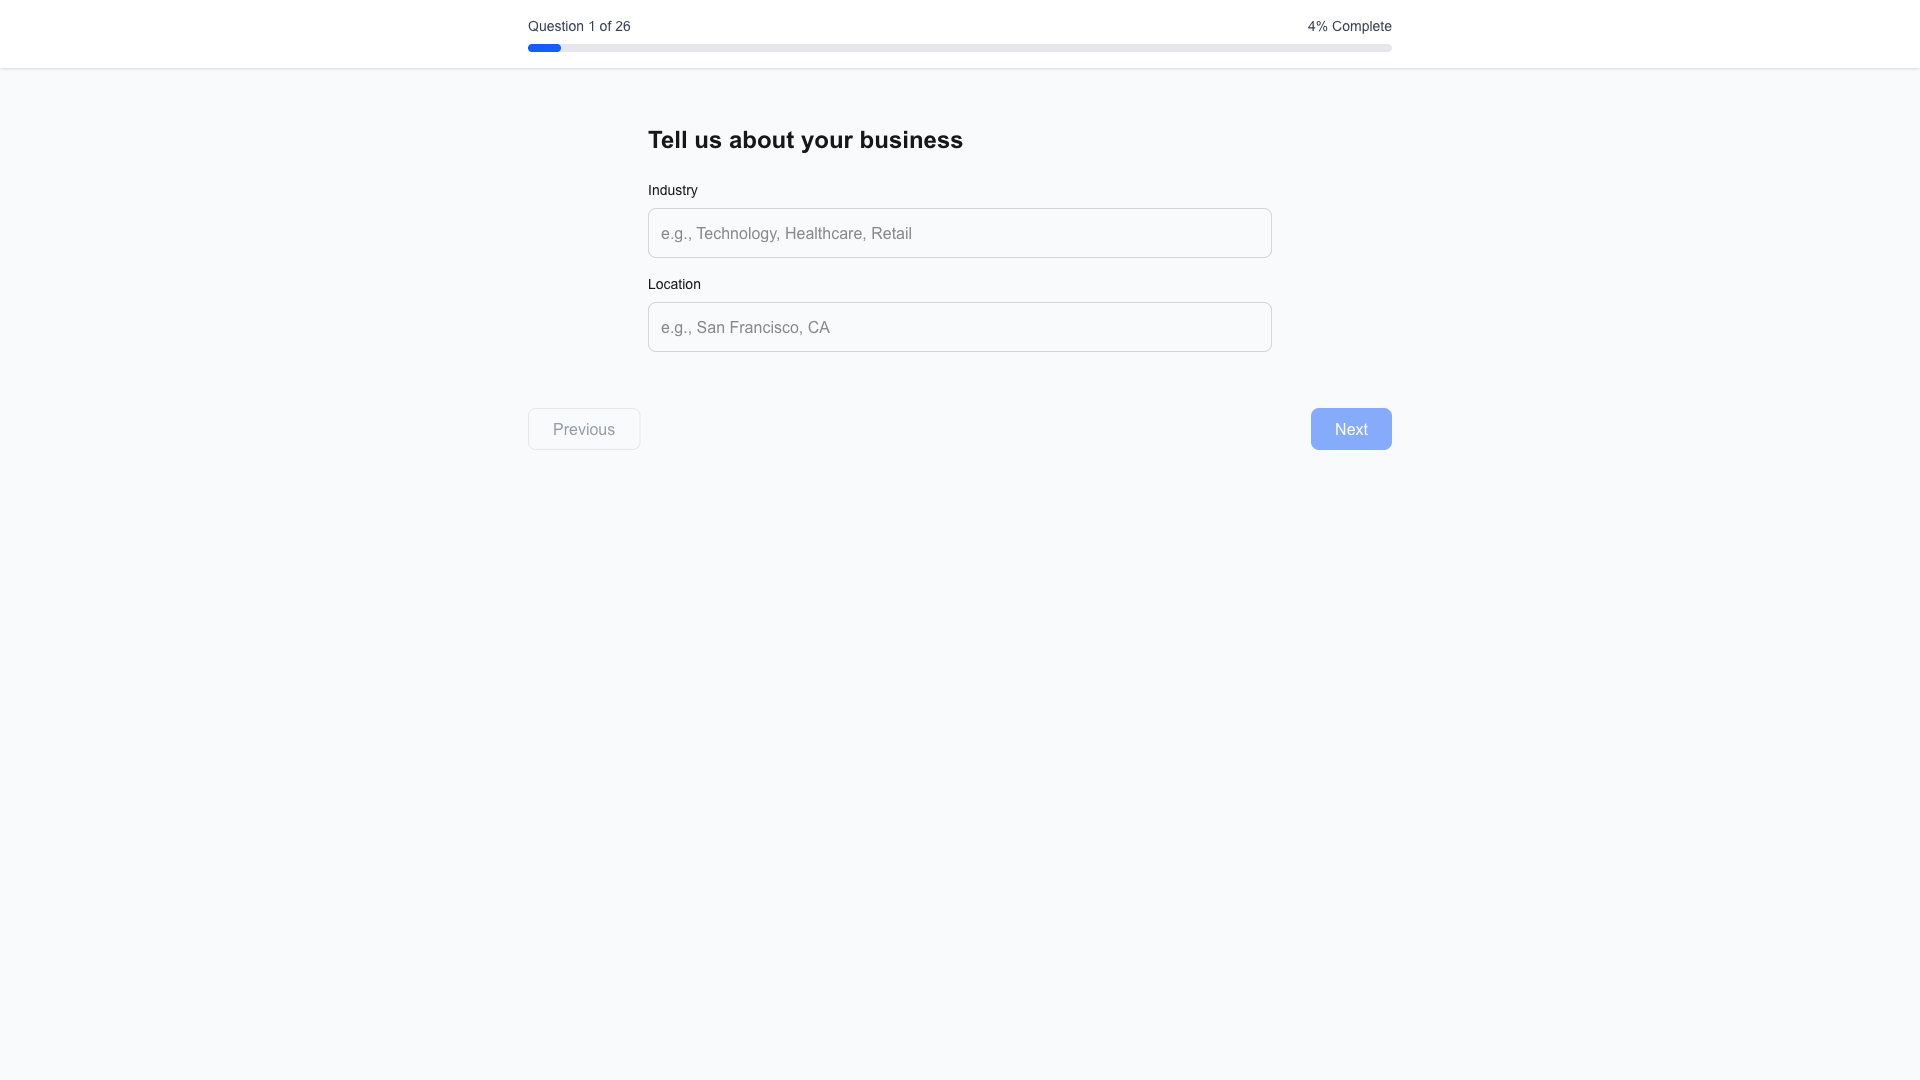 Question 1 of 26
4% Complete
Tell us about your business
Industry
e.g., Technology, Healthcare, Retail
Location
e.g., San Francisco, CA
Previous
Next